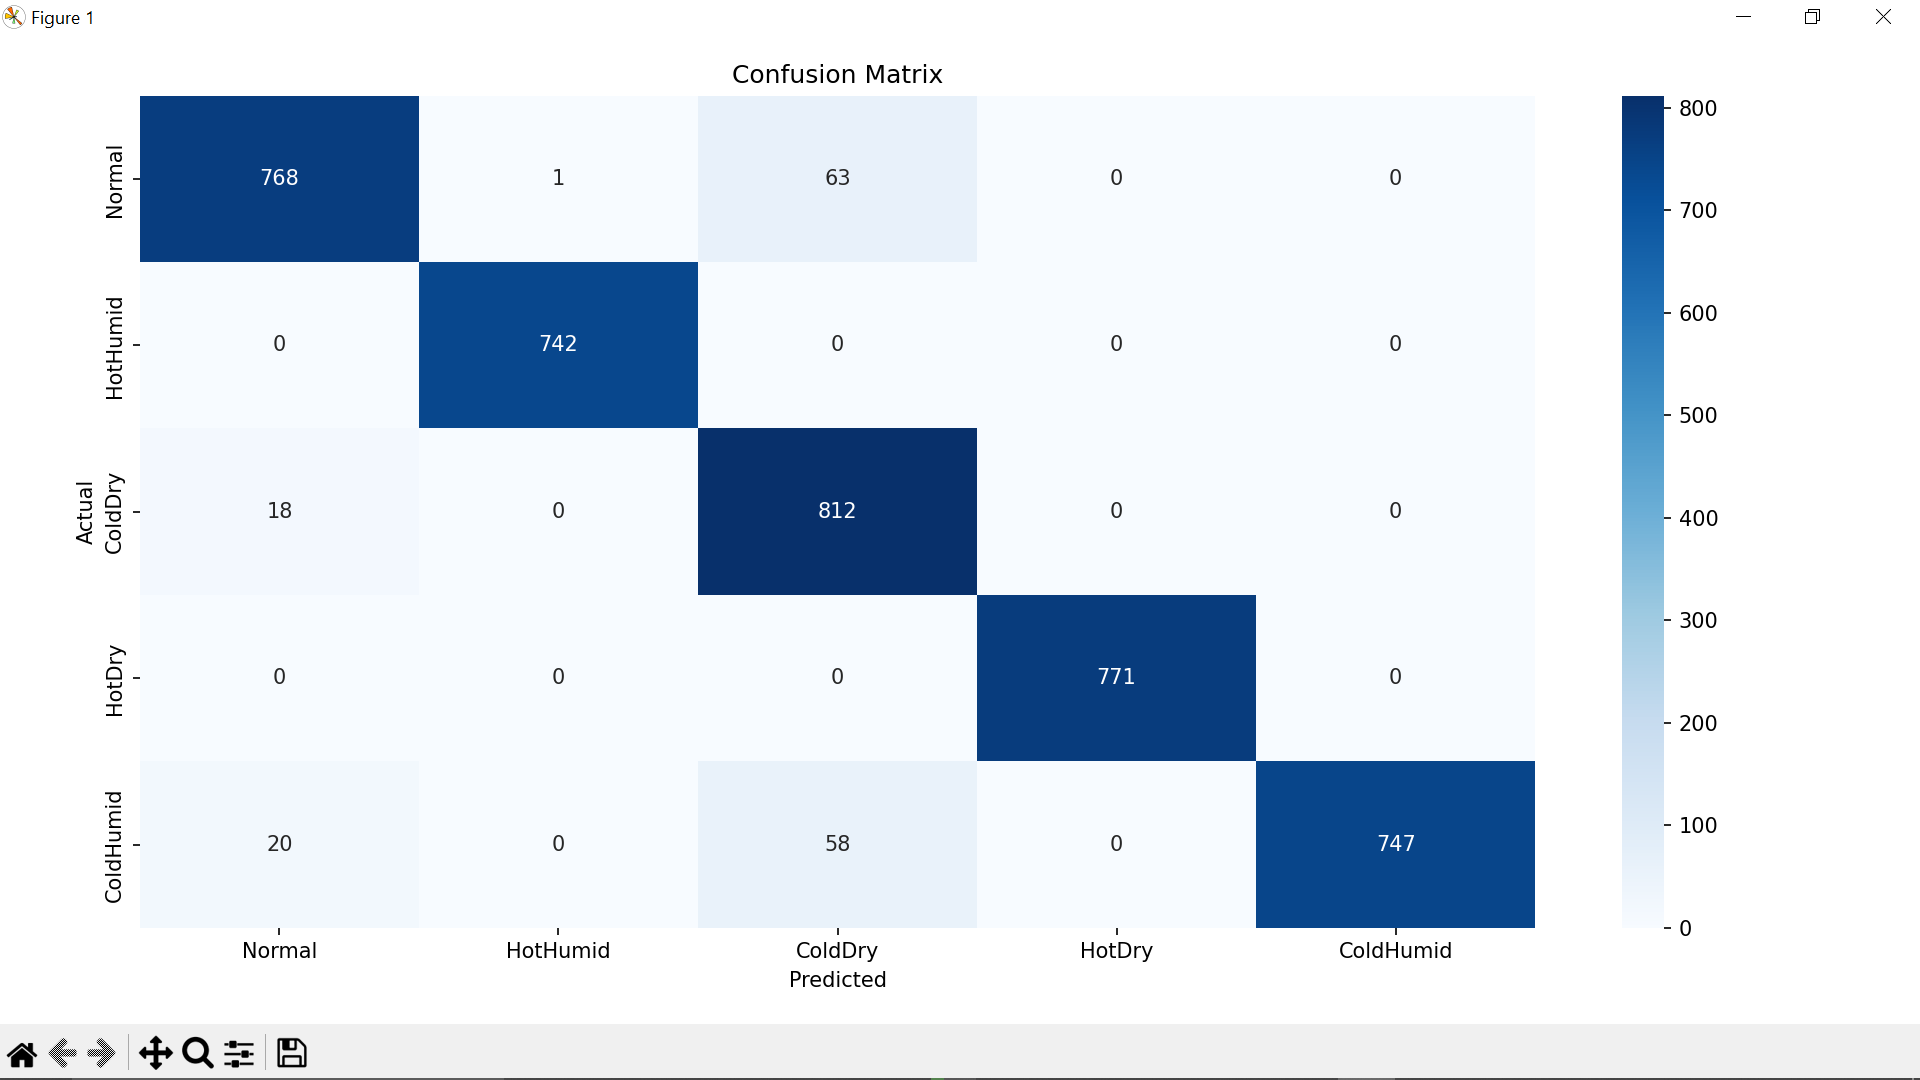 Figure 1
Confusion Matrix
Normal 768 1 63 0 0
HotHumid 0 742 0 0 0
Actual
ColdDry 18 0 812 0 0
HotDry 0 0 0 771 0
ColdHumid 20 0 58 0 747
Normal HotHumid ColdDry HotDry ColdHumid
Predicted
800
700
600
500
400
300
200
100
0